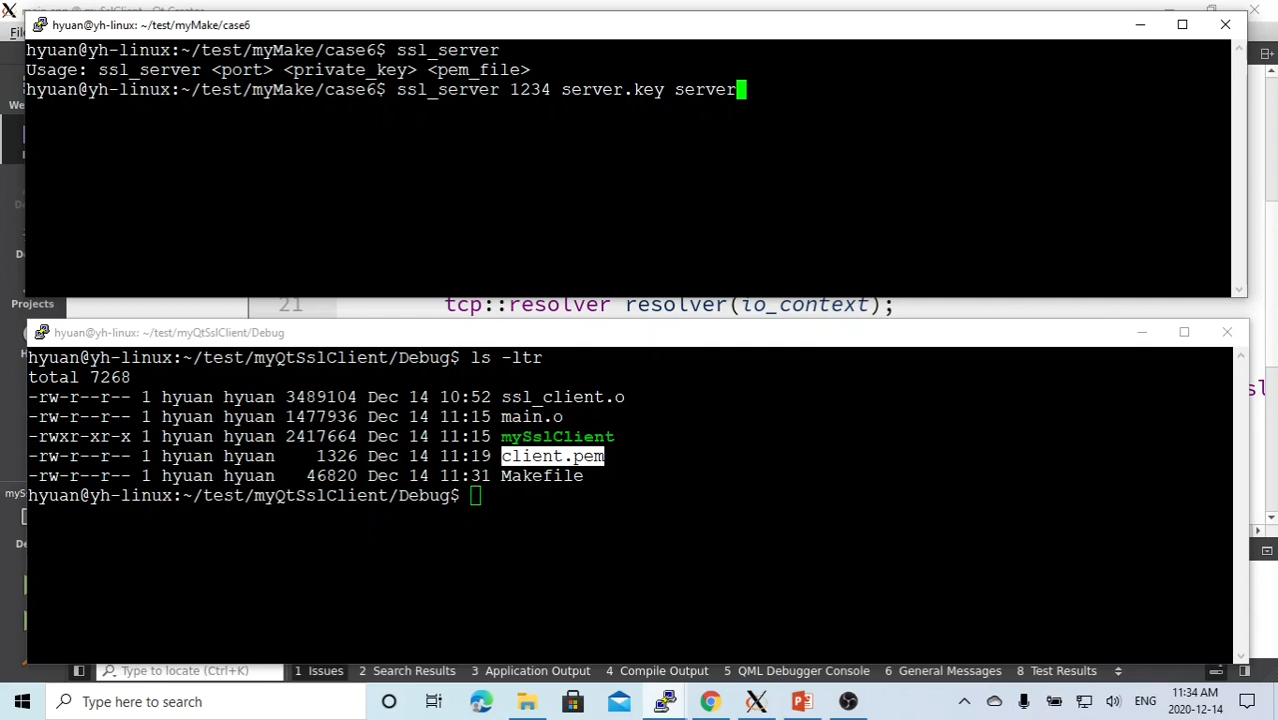 hyuan@yh-linux: ~/test/myMake/case6
hyuan@yh-linux:~/test/myMake/case6$ ssl_server
Usage: ssl_server <port> <private_key> <pem_file>
hyuan@yh-linux:~/test/myMake/case6$ ssl_server 1234 server.key server
Projects
21 tcp::resolver resolver(io_context);
hyuan@yh-linux: ~/test/myQtSslClient/Debug
hyuan@yh-linux:~/test/myQtSslClient/Debug$ ls -ltr
total 7268
-rw-r--r-- 1 hyuan hyuan 3489104 Dec 14 10:52 ssl_client.o
-rw-r--r-- 1 hyuan hyuan 1477936 Dec 14 11:15 main.o
-rwxr-xr-x 1 hyuan hyuan 2417664 Dec 14 11:15 mySslClient
-rw-r--r-- 1 hyuan hyuan 1326 Dec 14 11:19 client.pem
-rw-r--r-- 1 hyuan hyuan 46820 Dec 14 11:31 Makefile
hyuan@yh-linux:~/test/myQtSslClient/Debug$
Type to locate (Ctrl+K) 1 Issues 2 Search Results 3 Application Output 4 Compile Output 5 QML Debugger Console 6 General Messages 8 Test Results
Type here to search
ENG
11:34 AM
2020-12-14